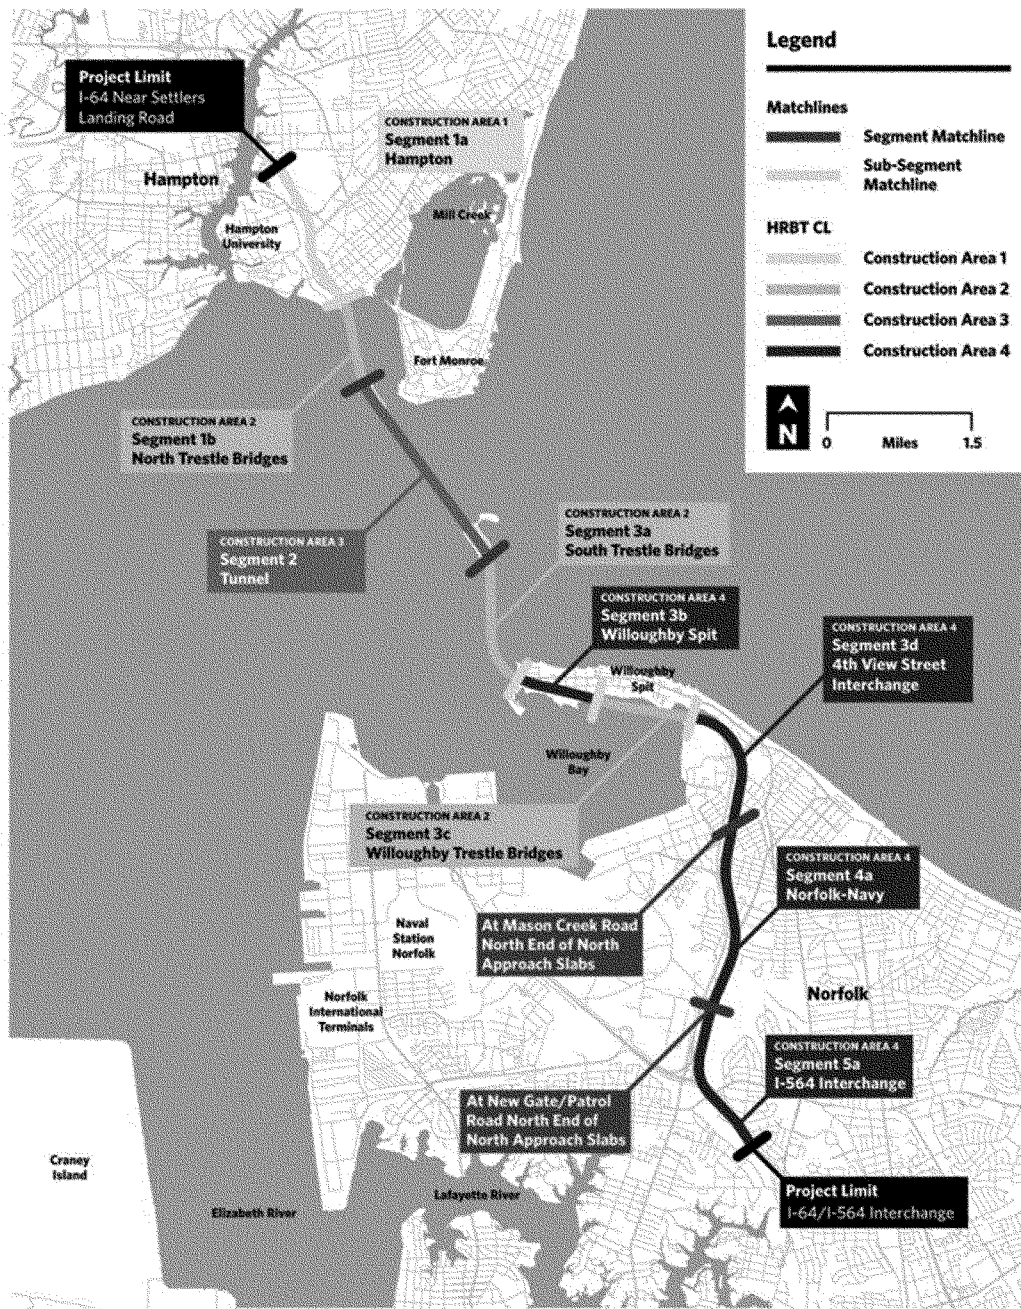 Legend
Matchlines
Segment Matchline
Sub-Segment
Matchline
HRBT CL
Construction Area 1
Construction Area 2
Construction Area 3
Construction Area 4
N
0 Miles 1.5
Project Limit
I-64 Near Settlers
Landing Road
CONSTRUCTION AREA 1
Segment 1a
Hampton
Hampton
Mill Creek
Hampton
University
Fort Monroe
CONSTRUCTION AREA 2
Segment 1b
North Trestle Bridges
CONSTRUCTION AREA 3
Segment 2
Tunnel
CONSTRUCTION AREA 2
Segment 3a
South Trestle Bridges
CONSTRUCTION AREA 4
Segment 3b
Willoughby Spit
CONSTRUCTION AREA 4
Segment 3d
4th View Street
Interchange
Willoughby
Spit
Willoughby
Bay
CONSTRUCTION AREA 2
Segment 3c
Willoughby Trestle Bridges
CONSTRUCTION AREA 4
Segment 4a
Norfolk-Navy
At Mason Creek Road
North End of North
Approach Slabs
Naval
Station
Norfolk
Norfolk
International
Terminals
Norfolk
CONSTRUCTION AREA 4
Segment 5a
I-564 Interchange
At New Gate/Patrol
Road North End of
North Approach Slabs
Craney
Island
Elizabeth River
Lafayette River
Project Limit
I-64/I-564 Interchange